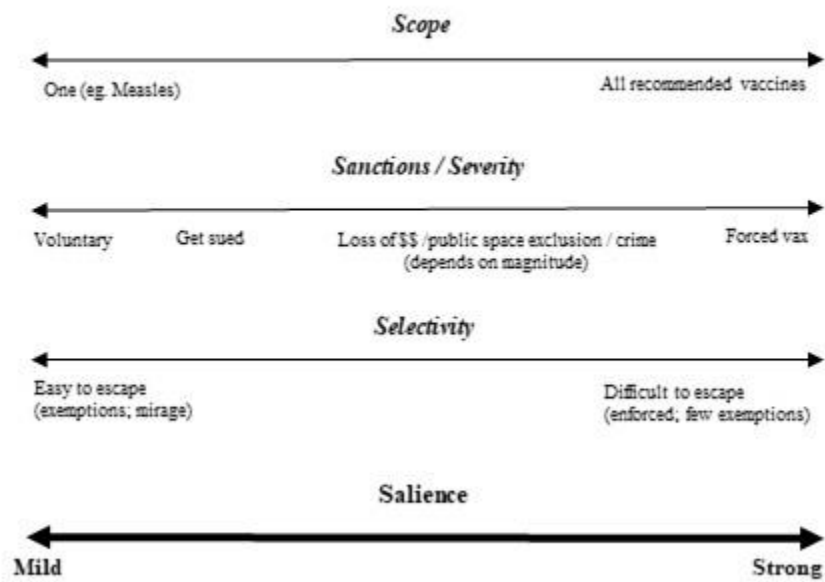 Scope
One (eg. Measles)
All recommended vaccines
Sanctions / Severity
Voluntary
Get sued
Loss of $$ /public space exclusion / crime
(depends on magnitude)
Forced vax
Selectivity
Easy to escape
(exemptions; mirage)
Difficult to escape
(enforced; few exemptions)
Salience
Mild
Strong